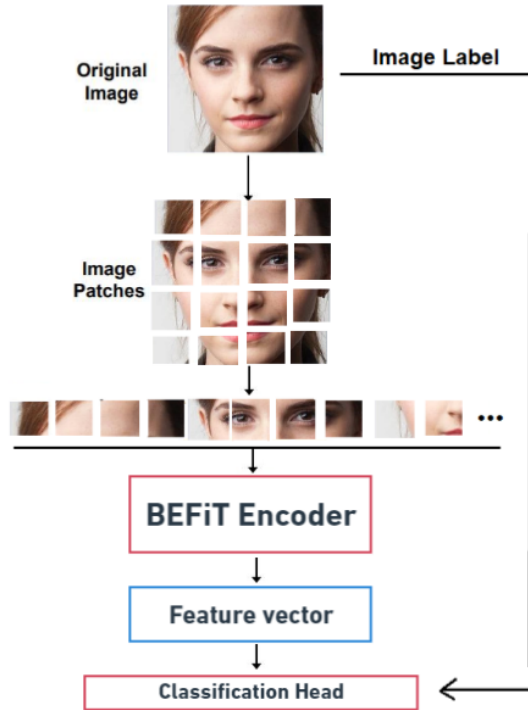 Original
Image
Image Label
Image
Patches
...
BEFiT Encoder
Feature vector
Classification Head